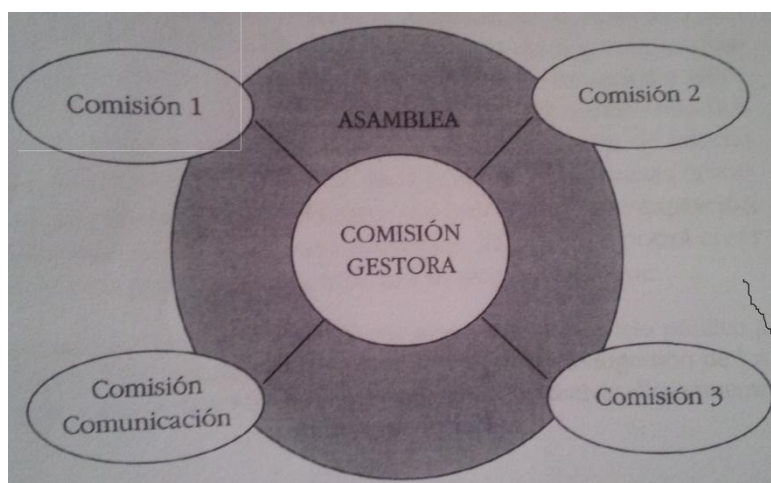 Comisión 1
Comisión 2
ASAMBLEA
COMISIÓN
GESTORA
Comisión
Comunicación
Comisión 3